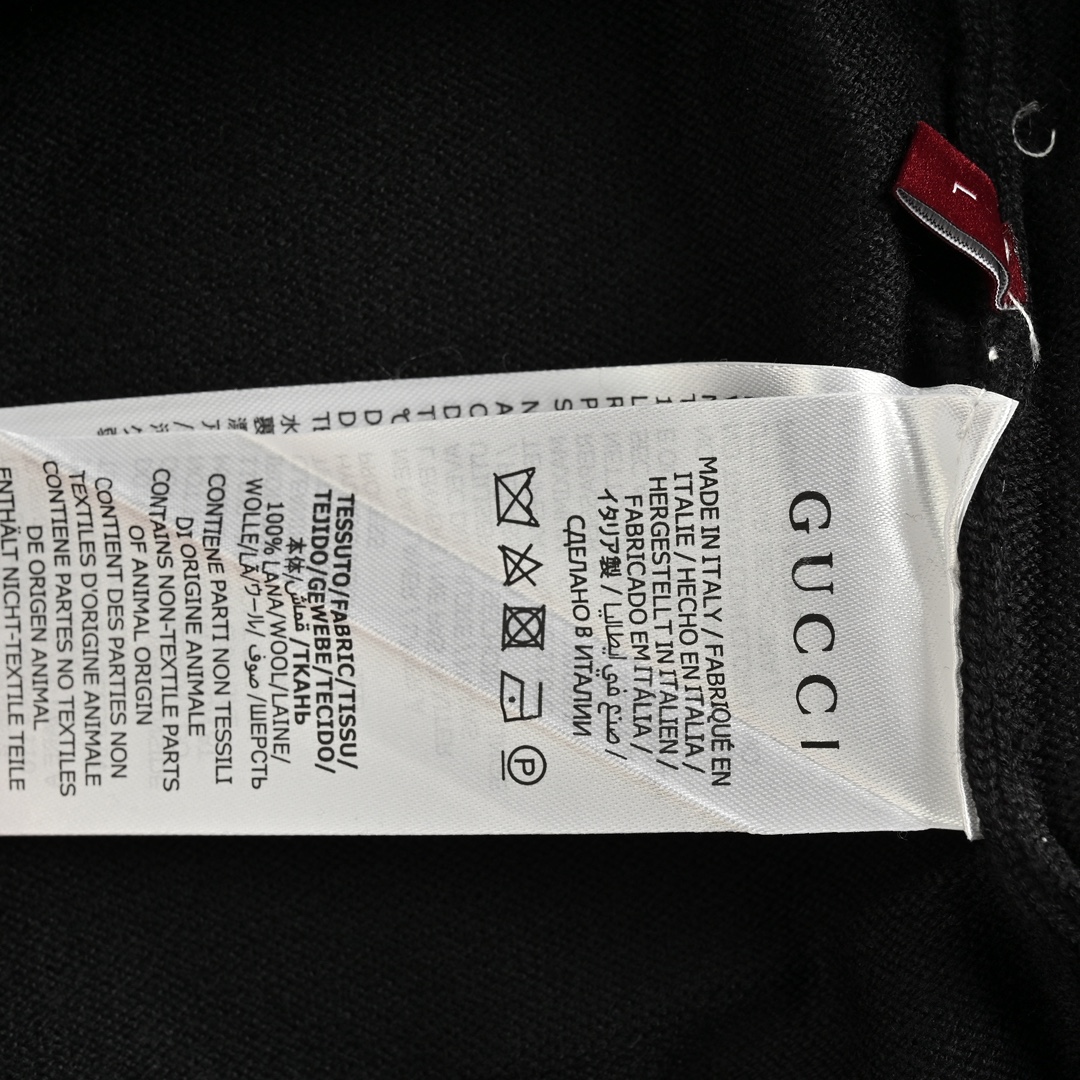 L
GUCCI
MADE IN ITALY / FABRIQUÉ EN
ITALIE / HECHO EN ITALIA /
HERGESTELLT IN ITALIEN /
FABRICADO EM ITÁLIA /
イタリア製 / صنع في إيطاليا /
СДЕЛАНО В ИТАЛИИ
P
TESSUTO/FABRIC/TISSU/
TEJIDO/GEWEBE/TECIDO/
本体/قماش/ТКАНЬ
100% LANA/WOOL/LAINE/
WOLLE/LÃ/ウール/صوف/ШЕРСТЬ
CONTIENE PARTI NON TESSILI
DI ORIGINE ANIMALE
CONTAINS NON-TEXTILE PARTS
OF ANIMAL ORIGIN
CONTIENT DES PARTIES NON
TEXTILES D'ORIGINE ANIMALE
CONTIENE PARTES NO TEXTILES
DE ORIGEN ANIMAL
ENTHÄLT NICHT-TEXTILE TEILE